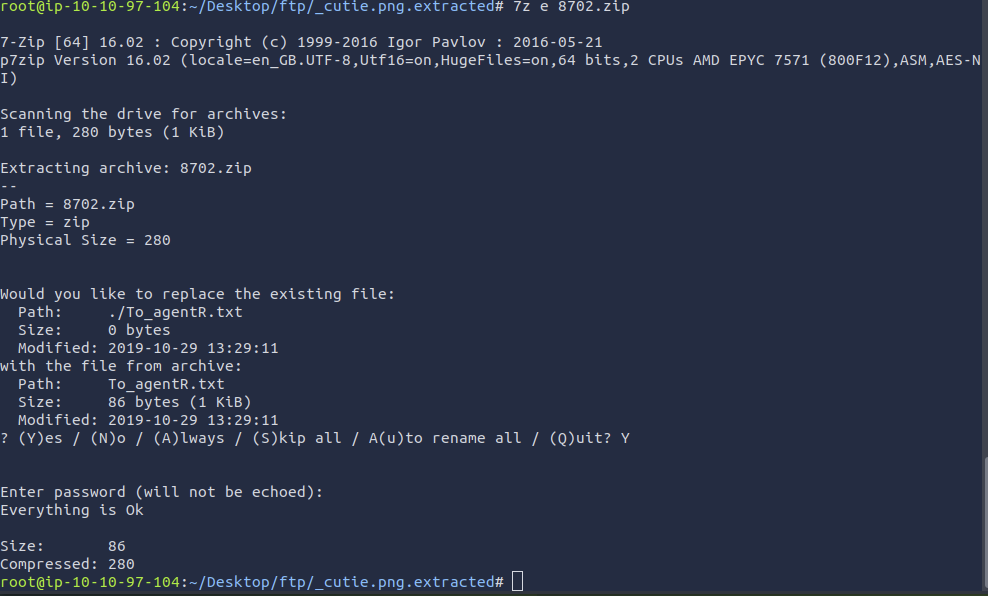 root@ip-10-10-97-104:~/Desktop/ftp/_cutie.png.extracted# 7z e 8702.zip
7-Zip [64] 16.02 : Copyright (c) 1999-2016 Igor Pavlov : 2016-05-21
p7zip Version 16.02 (locale=en_GB.UTF-8,Utf16=on,HugeFiles=on,64 bits,2 CPUs AMD EPYC 7571 (800F12),ASM,AES-N
I)
Scanning the drive for archives:
1 file, 280 bytes (1 KiB)
Extracting archive: 8702.zip
--
Path = 8702.zip
Type = zip
Physical Size = 280
Would you like to replace the existing file:
  Path:     ./To_agentR.txt
  Size:     0 bytes
  Modified: 2019-10-29 13:29:11
with the file from archive:
  Path:     To_agentR.txt
  Size:     86 bytes (1 KiB)
  Modified: 2019-10-29 13:29:11
? (Y)es / (N)o / (A)lways / (S)kip all / A(u)to rename all / (Q)uit? Y
Enter password (will not be echoed):
Everything is Ok
Size:       86
Compressed: 280
root@ip-10-10-97-104:~/Desktop/ftp/_cutie.png.extracted#